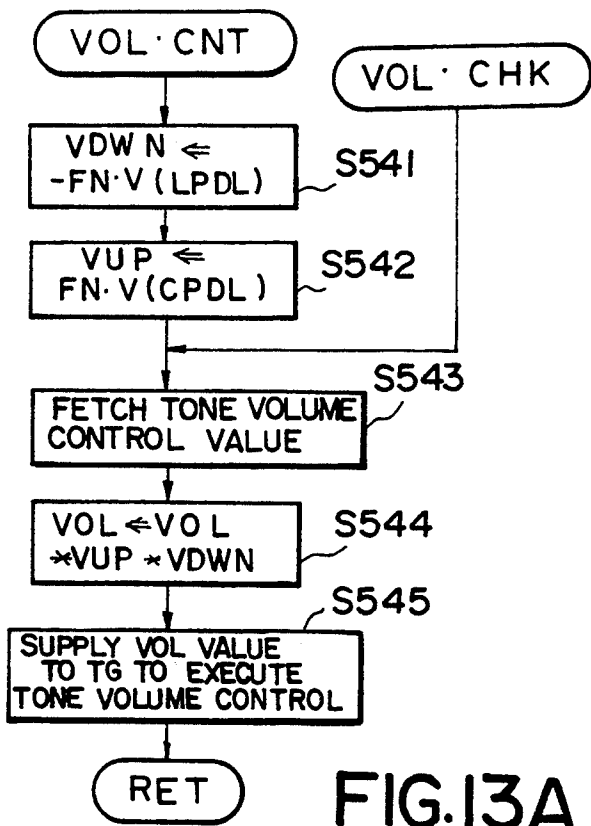 VOL·CNT
VOL·CHK
VDWN ⇐
-FN·V(LPDL)
S541
VUP ⇐
FN·V(CPDL)
S542
S543
FETCH TONE VOLUME
CONTROL VALUE
VOL⇐VOL
*VUP *VDWN
S544
S545
SUPPLY VOL VALUE
TO TG TO EXECUTE
TONE VOLUME CONTROL
RET
FIG.13A